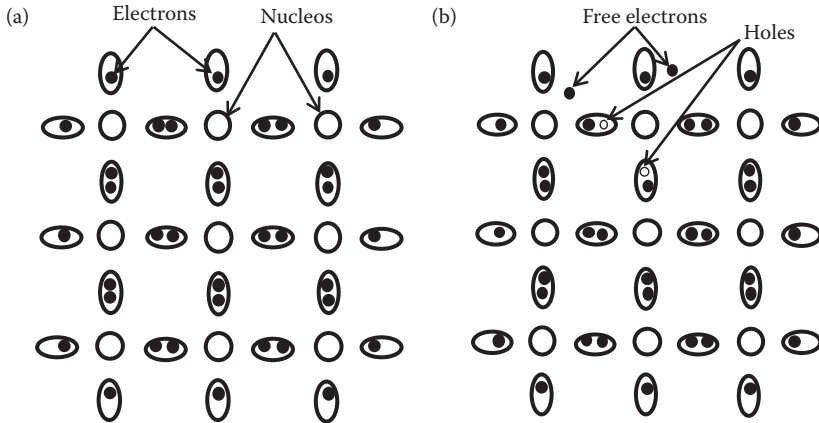 (a)
Electrons
Nucleos
(b)
Free electrons
Holes